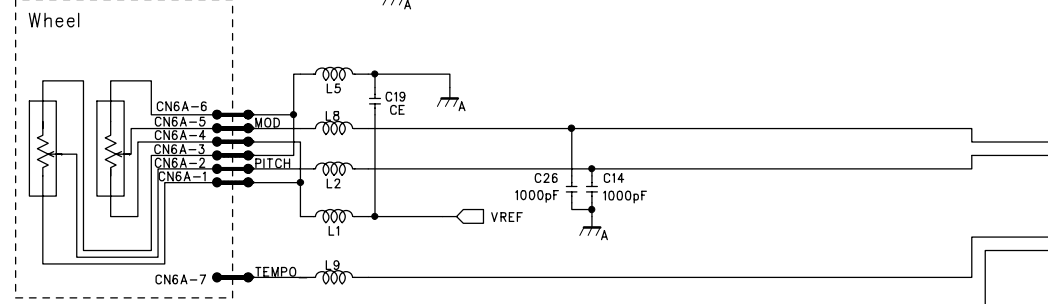 A
Wheel
L5
C19
CE
A
CN6A-6
CN6A-5
MOD
L8
CN6A-4
CN6A-3
CN6A-2
PITCH
CN6A-1
L2
C26
1000pF
C14
1000pF
L1
VREF
A
CN6A-7
TEMPO
L9